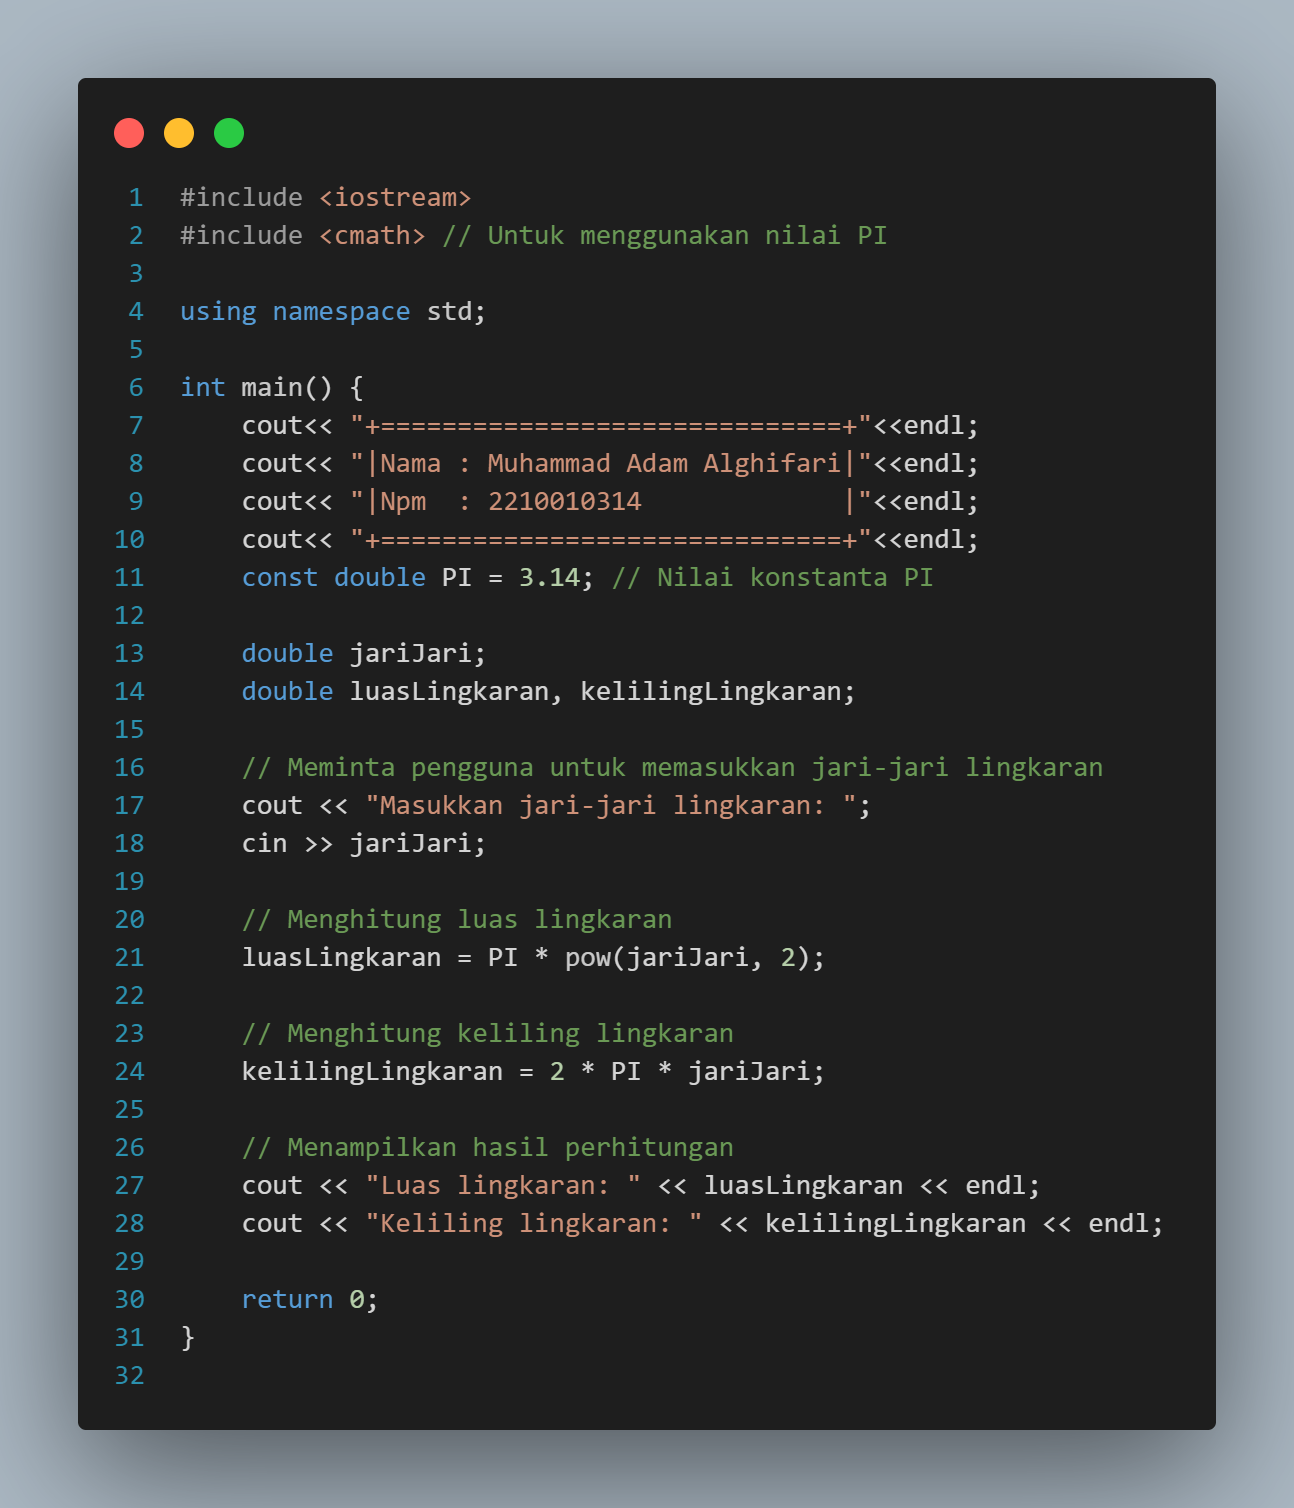 1 #include <iostream>
2 #include <cmath> // Untuk menggunakan nilai PI
3
4 using namespace std;
5
6 int main() {
7     cout<< "+==============================+"<<endl;
8     cout<< "|Nama : Muhammad Adam Alghifari|"<<endl;
9     cout<< "|Npm  : 2210010314             |"<<endl;
10     cout<< "+==============================+"<<endl;
11     const double PI = 3.14; // Nilai konstanta PI
12
13     double jariJari;
14     double luasLingkaran, kelilingLingkaran;
15
16     // Meminta pengguna untuk memasukkan jari-jari lingkaran
17     cout << "Masukkan jari-jari lingkaran: ";
18     cin >> jariJari;
19
20     // Menghitung luas lingkaran
21     luasLingkaran = PI * pow(jariJari, 2);
22
23     // Menghitung keliling lingkaran
24     kelilingLingkaran = 2 * PI * jariJari;
25
26     // Menampilkan hasil perhitungan
27     cout << "Luas lingkaran: " << luasLingkaran << endl;
28     cout << "Keliling lingkaran: " << kelilingLingkaran << endl;
29
30     return 0;
31 }
32